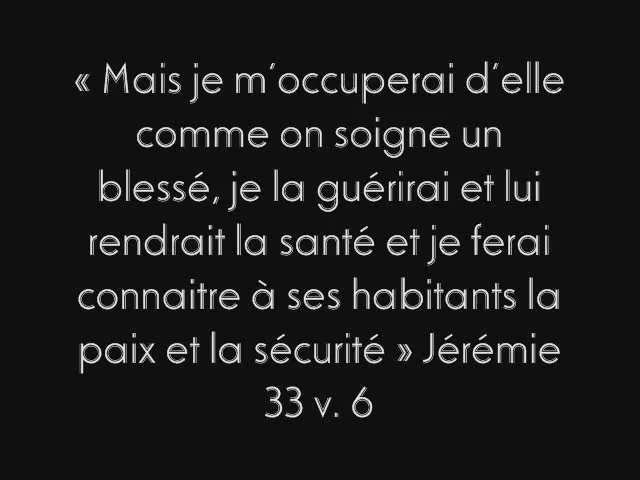 « Mais je m'occuperai d'elle
comme on soigne un
blessé, je la guérirai et lui
rendrait la santé et je ferai
connaitre à ses habitants la
paix et la sécurité » Jérémie
33 v. 6